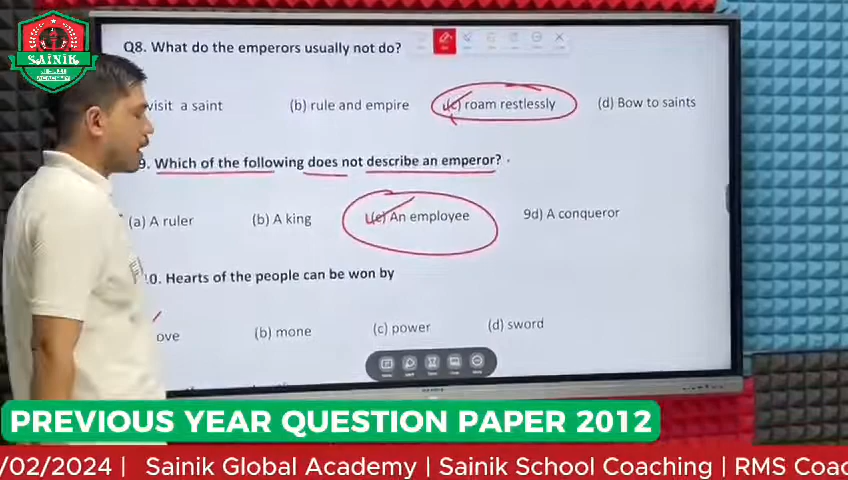 Q8. What do the emperors usually not do?
visit a saint (b) rule and empire (c) roam restlessly (d) Bow to saints
9. Which of the following does not describe an emperor?
(a) A ruler (b) A king (c) An employee 9d) A conqueror
10. Hearts of the people can be won by
ove (b) mone (c) power (d) sword
SAINIK
ACADEMY
PREVIOUS YEAR QUESTION PAPER 2012
/02/2024 | Sainik Global Academy | Sainik School Coaching | RMS Coac